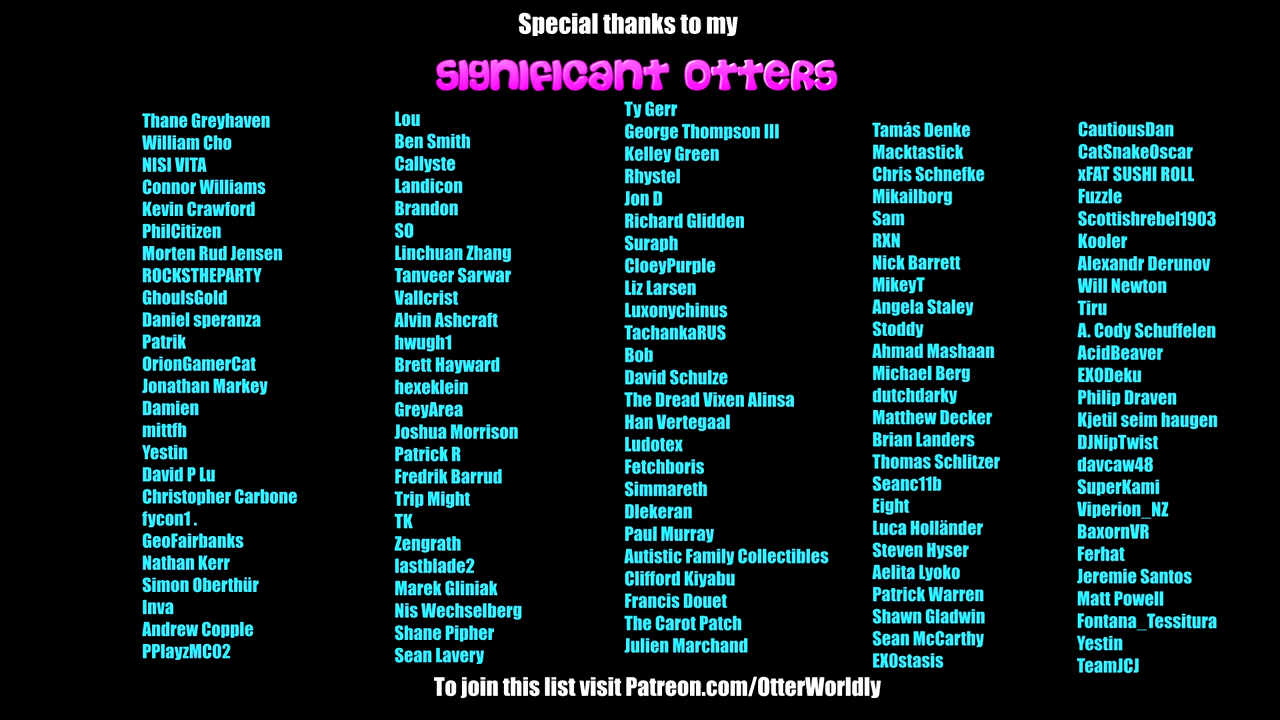 Special thanks to my
SIGNIFICANT OTTERS
Thane Greyhaven
William Cho
NISI VITA
Connor Williams
Kevin Crawford
PhilCitizen
Morten Rud Jensen
ROCKSTHEPARTY
GhoulsGold
Daniel speranza
Patrik
OrionGamerCat
Jonathan Markey
Damien
mittfh
Yestin
David P Lu
Christopher Carbone
fycon1 .
GeoFairbanks
Nathan Kerr
Simon Oberthür
Inva
Andrew Copple
PPlayzMC02
Lou
Ben Smith
Callyste
Landicon
Brandon
SO
Linchuan Zhang
Tanveer Sarwar
Vallcrist
Alvin Ashcraft
hwugh1
Brett Hayward
hexeklein
GreyArea
Joshua Morrison
Patrick R
Fredrik Barrud
Trip Might
TK
Zengrath
lastblade2
Marek Gliniak
Nis Wechselberg
Shane Pipher
Sean Lavery
Ty Gerr
George Thompson III
Kelley Green
Rhystel
Jon D
Richard Glidden
Suraph
CloeyPurple
Liz Larsen
Luxonychinus
TachankaRUS
Bob
David Schulze
The Dread Vixen Alinsa
Han Vertegaal
Ludotex
Fetchboris
Simmareth
Dlekeran
Paul Murray
Autistic Family Collectibles
Clifford Kiyabu
Francis Douet
The Carot Patch
Julien Marchand
Tamás Denke
Macktastick
Chris Schnefke
Mikailborg
Sam
RXN
Nick Barrett
MikeyT
Angela Staley
Stoddy
Ahmad Mashaan
Michael Berg
dutchdarky
Matthew Decker
Brian Landers
Thomas Schlitzer
Seanc11b
Eight
Luca Holländer
Steven Hyser
Aelita Lyoko
Patrick Warren
Shawn Gladwin
Sean McCarthy
EXOstasis
CautiousDan
CatSnakeOscar
xFAT SUSHI ROLL
Fuzzle
Scottishrebel1903
Kooler
Alexandr Derunov
Will Newton
Tiru
A. Cody Schuffelen
AcidBeaver
EXODeku
Philip Draven
Kjetil seim haugen
DJNipTwist
davcaw48
SuperKami
Viperion_NZ
BaxornVR
Ferhat
Jeremie Santos
Matt Powell
Fontana_Tessitura
Yestin
TeamJCJ
To join this list visit Patreon.com/OtterWorldly